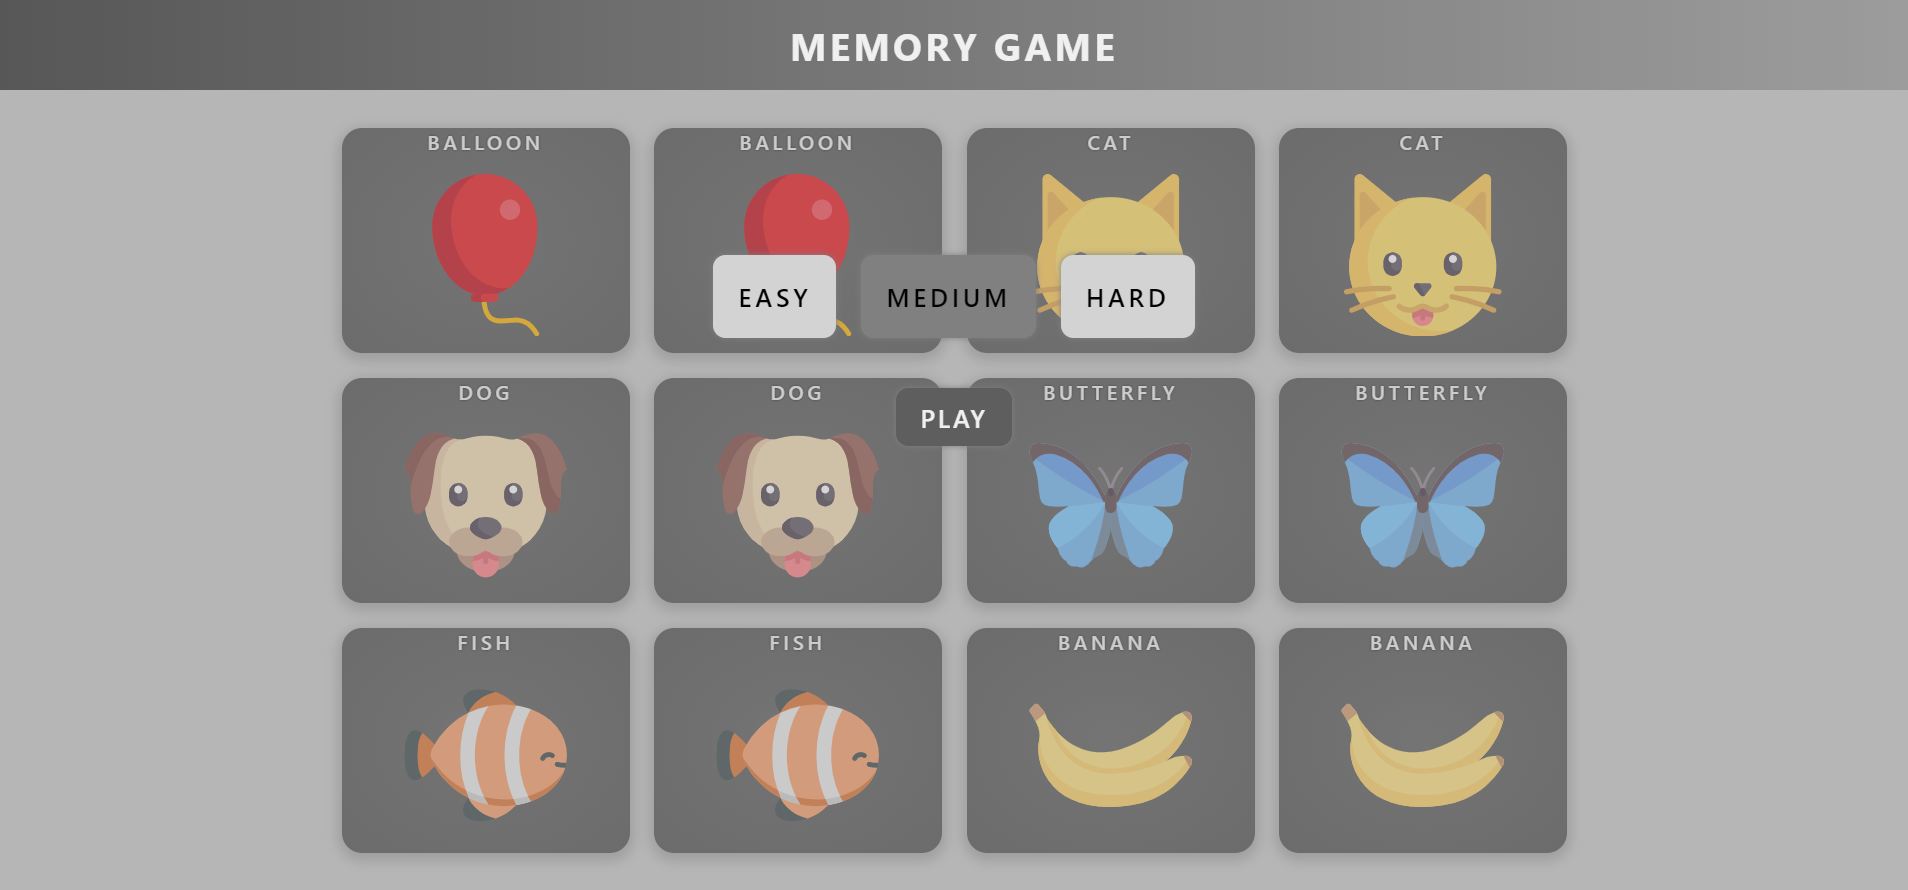 MEMORY GAME
BALLOON BALLOON CAT CAT
EASY MEDIUM HARD
DOG DOG BUTTERFLY BUTTERFLY
PLAY
FISH FISH BANANA BANANA